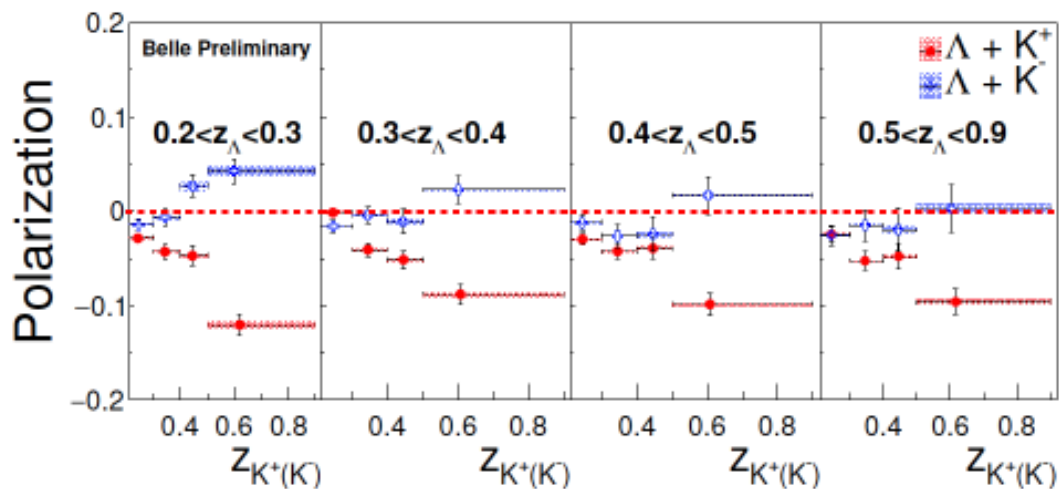 Belle Preliminary
Λ + K⁺
Λ + K⁻
0.2<z_Λ<0.3
0.3<z_Λ<0.4
0.4<z_Λ<0.5
0.5<z_Λ<0.9
Polarization
0.2
0.1
0
−0.1
−0.2
0.4 0.6 0.8 0.4 0.6 0.8 0.4 0.6 0.8 0.4 0.6 0.8
z_K⁺(K⁻) z_K⁺(K⁻) z_K⁺(K⁻) z_K⁺(K⁻)